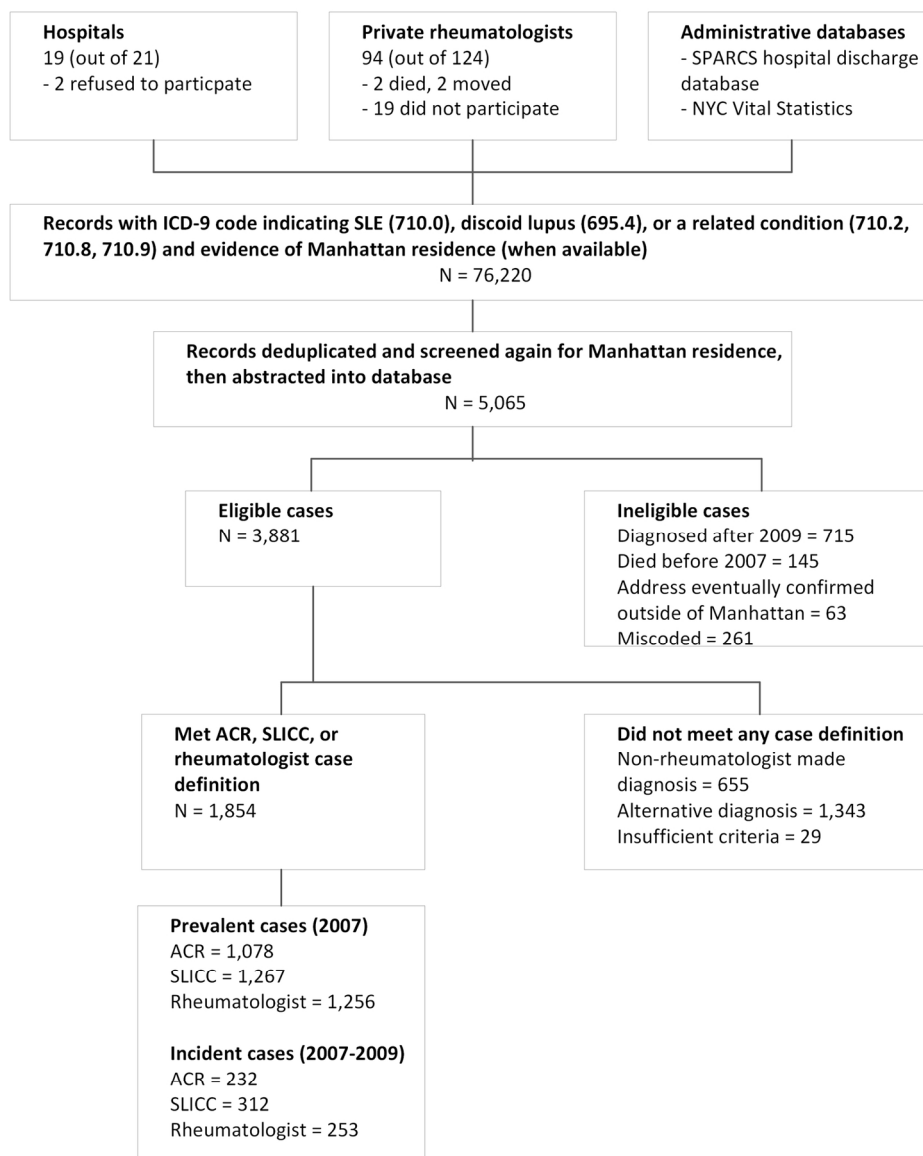 Hospitals
19 (out of 21)
- 2 refused to particpate
Private rheumatologists
94 (out of 124)
- 2 died, 2 moved
- 19 did not participate
Administrative databases
- SPARCS hospital discharge
database
- NYC Vital Statistics
Records with ICD-9 code indicating SLE (710.0), discoid lupus (695.4), or a related condition (710.2,
710.8, 710.9) and evidence of Manhattan residence (when available)
N = 76,220
Records deduplicated and screened again for Manhattan residence,
then abstracted into database
N = 5,065
Eligible cases
N = 3,881
Ineligible cases
Diagnosed after 2009 = 715
Died before 2007 = 145
Address eventually confirmed
outside of Manhattan = 63
Miscoded = 261
Met ACR, SLICC, or
rheumatologist case
definition
N = 1,854
Did not meet any case definition
Non-rheumatologist made
diagnosis = 655
Alternative diagnosis = 1,343
Insufficient criteria = 29
Prevalent cases (2007)
ACR = 1,078
SLICC = 1,267
Rheumatologist = 1,256
Incident cases (2007-2009)
ACR = 232
SLICC = 312
Rheumatologist = 253